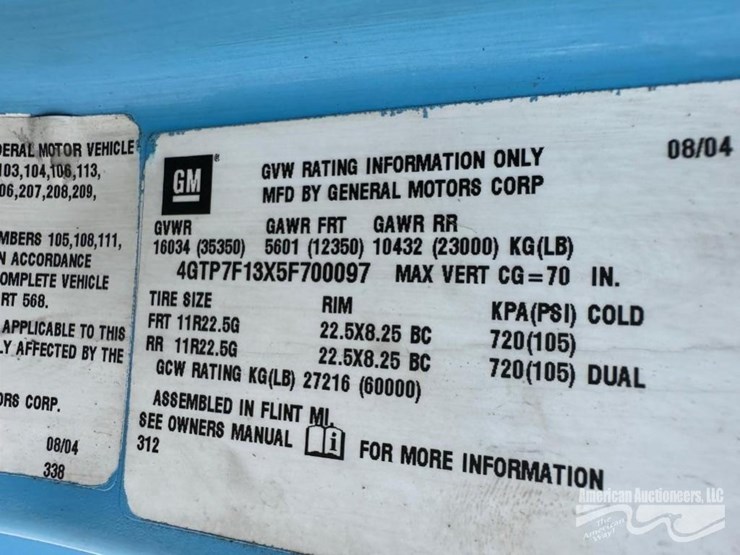 DERAL MOTOR VEHICLE
103,104,106,113,
06,207,208,209,
MBERS 105,108,111,
N ACCORDANCE
OMPLETE VEHICLE
RT 568.
APPLICABLE TO THIS
LY AFFECTED BY THE
ORS CORP.
08/04
338
GM
®
GVW RATING INFORMATION ONLY
08/04
MFD BY GENERAL MOTORS CORP
GVWR GAWR FRT GAWR RR
16034 (35350) 5601 (12350) 10432 (23000) KG(LB)
4GTP7F13X5F700097 MAX VERT CG=70 IN.
TIRE SIZE RIM KPA(PSI) COLD
FRT 11R22.5G 22.5X8.25 BC 720(105)
RR 11R22.5G 22.5X8.25 BC 720(105) DUAL
GCW RATING KG(LB) 27216 (60000)
ASSEMBLED IN FLINT MI.
SEE OWNERS MANUAL i FOR MORE INFORMATION
312
American Auctioneers, LLC
The American Way!